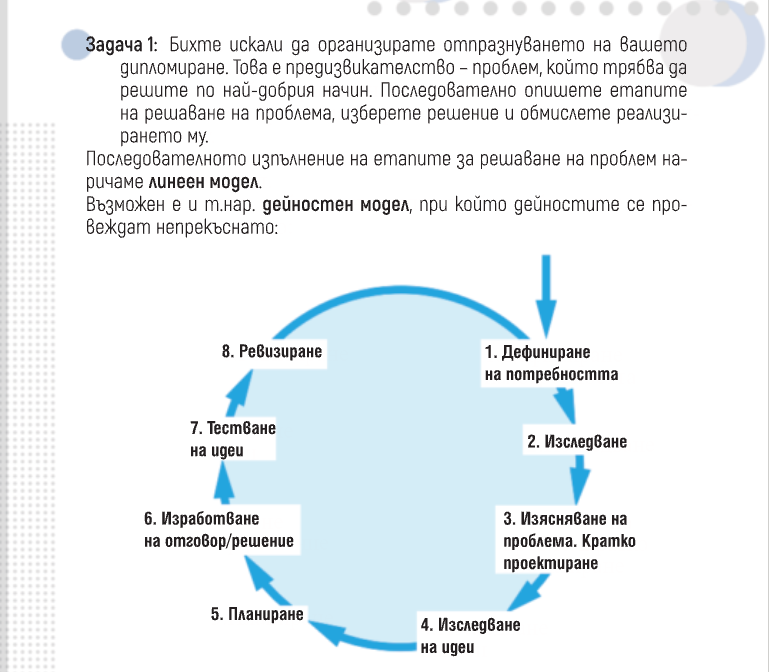 Задача 1: Бихте искали да организирате отпразнуването на вашето
дипломиране. Това е предизвикателство – проблем, който трябва да
решите по най-добрия начин. Последователно опишете етапите
на решаване на проблема, изберете решение и обмислете реализи-
рането му.
Последователното изпълнение на етапите за решаване на проблем на-
ричаме линеен модел.
Възможен е и т.нар. дейностен модел, при който дейностите се про-
веждат непрекъснато:
1. Дефиниране
на потребността
2. Изследване
3. Изясняване на
проблема. Кратко
проектиране
4. Изследване
на идеи
5. Планиране
6. Изработване
на отговор/решение
7. Тестване
на идеи
8. Ревизиране